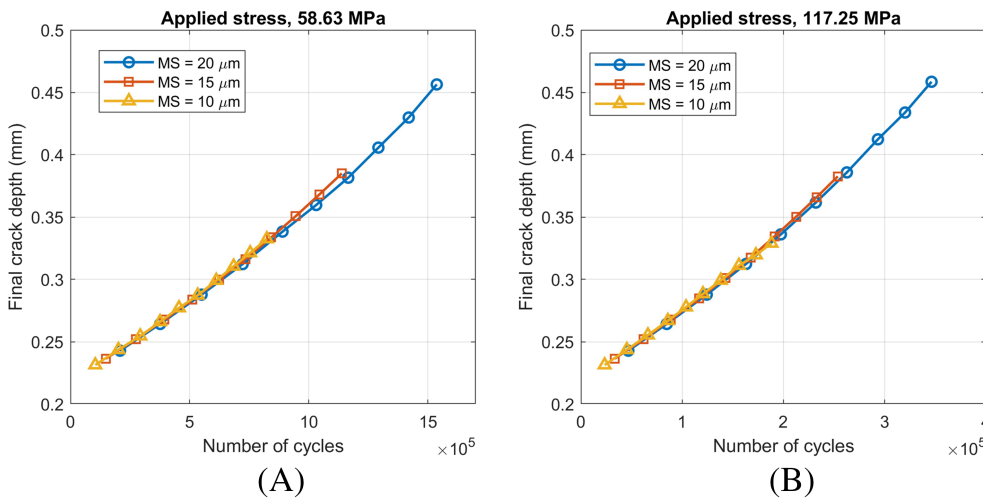 Applied stress, 58.63 MPa
0.5
0.45
0.4
0.35
0.3
0.25
0.2
Final crack depth (mm)
MS = 20 μm
MS = 15 μm
MS = 10 μm
0
5
10
15
Number of cycles
×10^5
(A)
Applied stress, 117.25 MPa
0.5
0.45
0.4
0.35
0.3
0.25
0.2
Final crack depth (mm)
MS = 20 μm
MS = 15 μm
MS = 10 μm
0
1
2
3
Number of cycles
×10^5
(B)